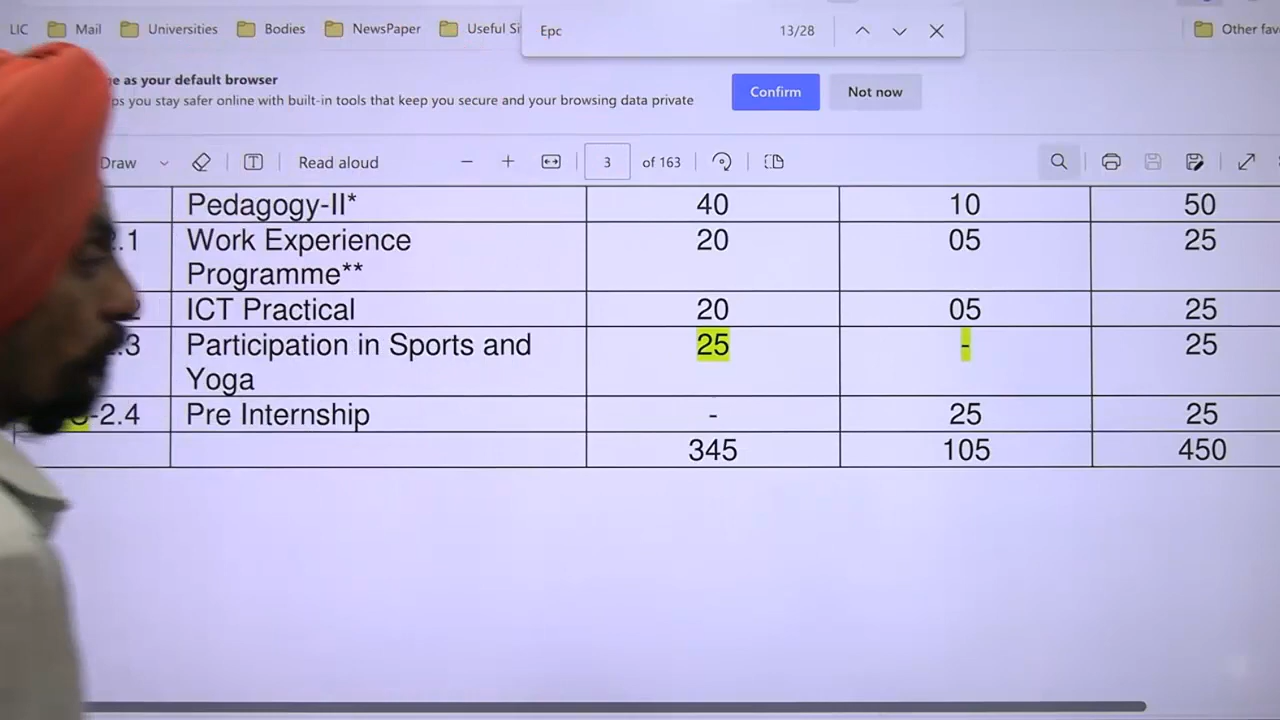 LIC Mail Universities Bodies NewsPaper Useful Si Epc 13/28 Other fav
e as your default browser
ps you stay safer online with built-in tools that keep you secure and your browsing data private
Confirm Not now
Draw Read aloud 3 of 163
Pedagogy-II* 40 10 50
.1 Work Experience 20 05 25
Programme**
ICT Practical 20 05 25
.3 Participation in Sports and 25 - 25
Yoga
-2.4 Pre Internship - 25 25
345 105 450